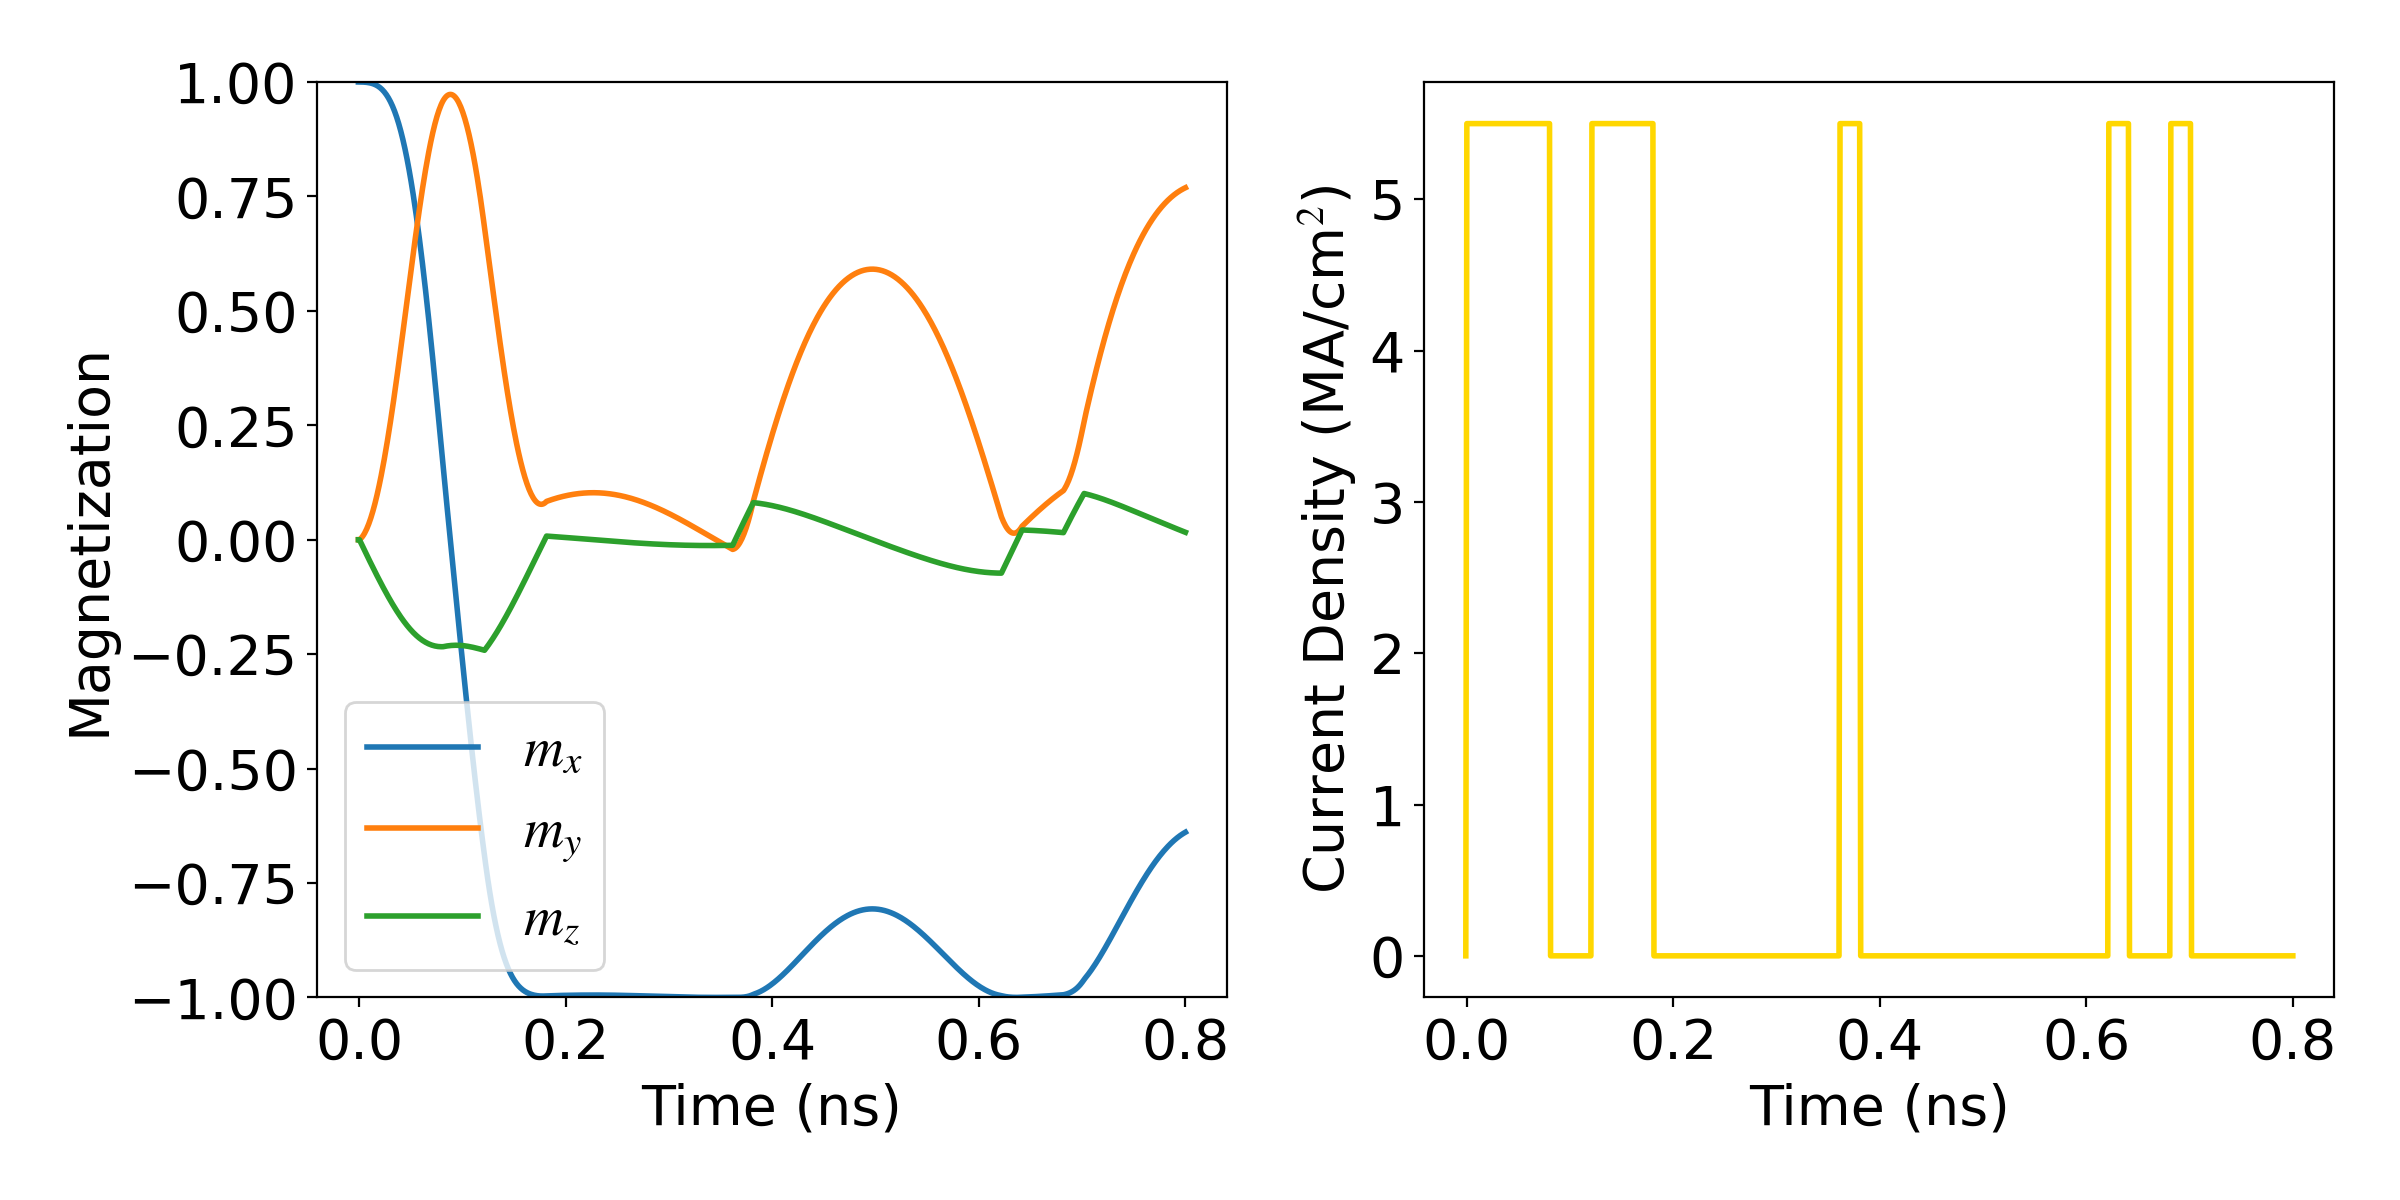 Magnetization
1.00
0.75
0.50
0.25
0.00
−0.25
−0.50
−0.75
−1.00
0.0 0.2 0.4 0.6 0.8
Time (ns)
m_x
m_y
m_z
Current Density (MA/cm²)
5
4
3
2
1
0
0.0 0.2 0.4 0.6 0.8
Time (ns)